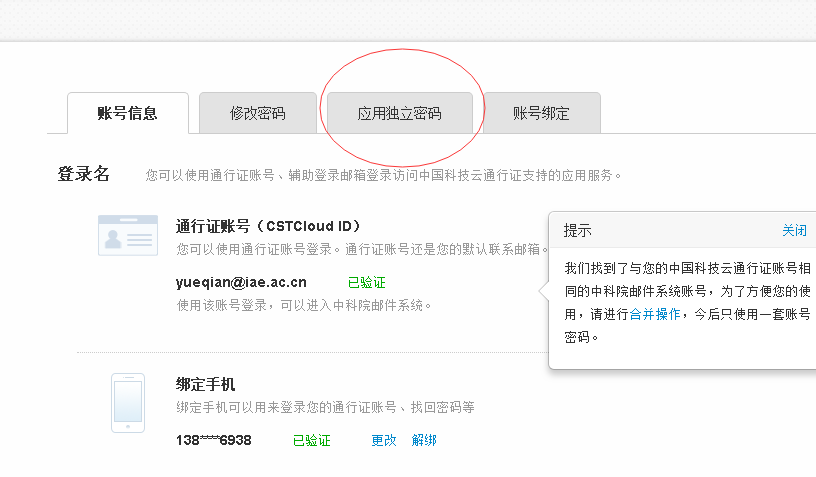 账号信息 修改密码 应用独立密码 账号绑定
登录名 您可以使用通行证账号、辅助登录邮箱登录访问中国科技云通行证支持的应用服务。
通行证账号（CSTCloud ID）
您可以使用通行证账号登录。通行证账号还是您的默认联系邮箱。
yueqian@iae.ac.cn 已验证
使用该账号登录，可以进入中科院邮件系统。
提示 关闭
我们找到了与您的中国科技云通行证账号相
同的中科院邮件系统账号，为了方便您的使
用，请进行合并操作，今后只使用一套账号
密码。
绑定手机
绑定手机可以用来登录您的通行证账号、找回密码等
138****6938 已验证 更改 解绑